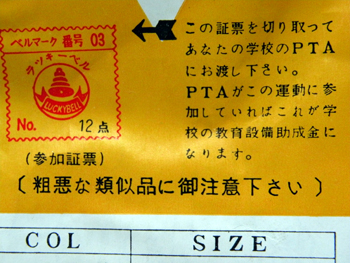 ベルマーク 番号 03
ラッキーベル
LUCKYBELL
No. 12点
(参加証票)
この証票を切り取って
あなたの学校のPTA
にお渡し下さい。
PTAがこの運動に参
加していればこれが学
校の教育設備助成金に
なります。
〔粗悪な類似品に御注意下さい〕
COL SIZE